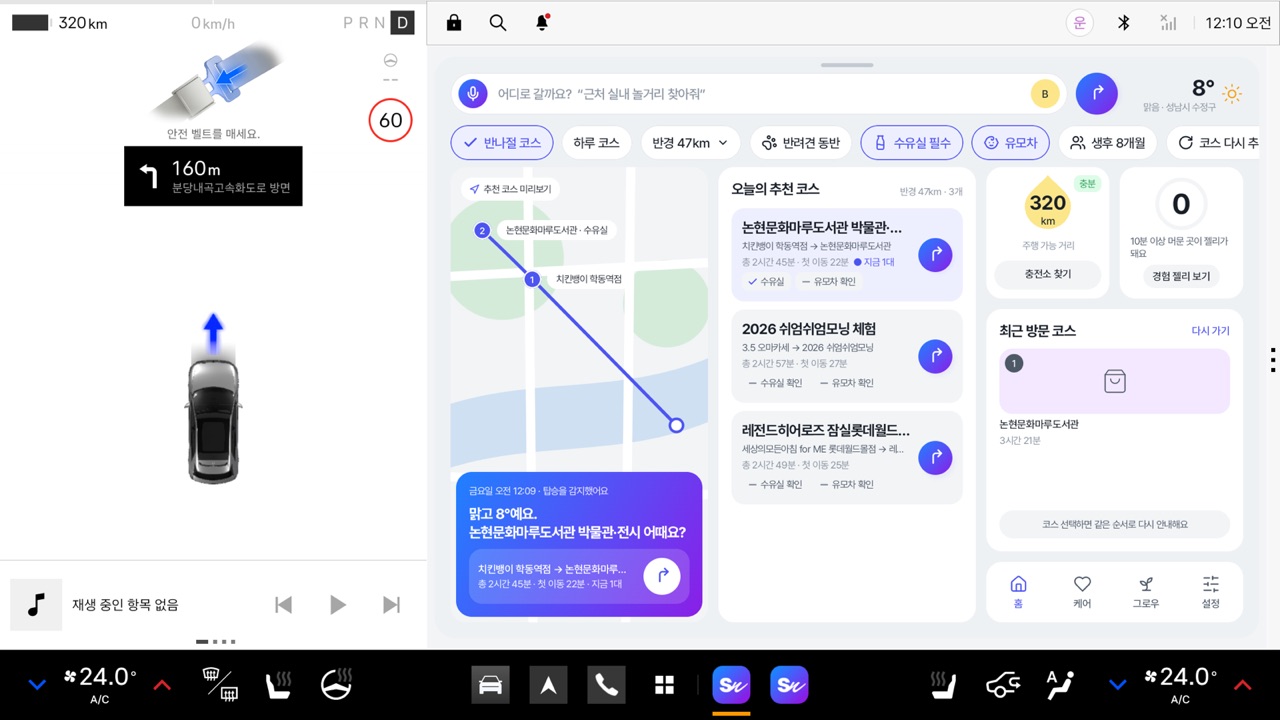 320 km
0 km/h
P R N D
안전 벨트를 매세요.
60
160m
분당내곡고속화도로 방면
재생 중인 항목 없음
운
12:10 오전
어디로 갈까요? “근처 실내 놀거리 찾아줘”
B
8°
맑음 · 성남시 수정구
반나절 코스
하루 코스
반경 47km
반려견 동반
수유실 필수
유모차
생후 8개월
코스 다시 추
추천 코스 미리보기
2
논현문화마루도서관 · 수유실
1
치킨뱅이 학동역점
금요일 오전 12:09 · 탑승을 감지했어요
맑고 8°예요.
논현문화마루도서관 박물관·전시 어때요?
치킨뱅이 학동역점 → 논현문화마루...
총 2시간 45분 · 첫 이동 22분 · 지금 1대
오늘의 추천 코스
반경 47km · 3개
논현문화마루도서관 박물관·...
치킨뱅이 학동역점 → 논현문화마루도서관
총 2시간 45분 · 첫 이동 22분 지금 1대
수유실
유모차 확인
2026 쉬엄쉬엄모닝 체험
3.5 오마카세 → 2026 쉬엄쉬엄모닝
총 2시간 57분 · 첫 이동 27분
수유실 확인
유모차 확인
레전드히어로즈 잠실롯데월드...
세상의모든아침 for ME 롯데월드몰점 → 레...
총 2시간 49분 · 첫 이동 25분
수유실 확인
유모차 확인
충분
320
km
주행 가능 거리
충전소 찾기
0
10분 이상 머문 곳이 젤리가
돼요
경험 젤리 보기
최근 방문 코스
다시 가기
1
논현문화마루도서관
3시간 21분
코스 선택하면 같은 순서로 다시 안내해요
홈
케어
그로우
설정
24.0°
A/C
A
24.0°
A/C